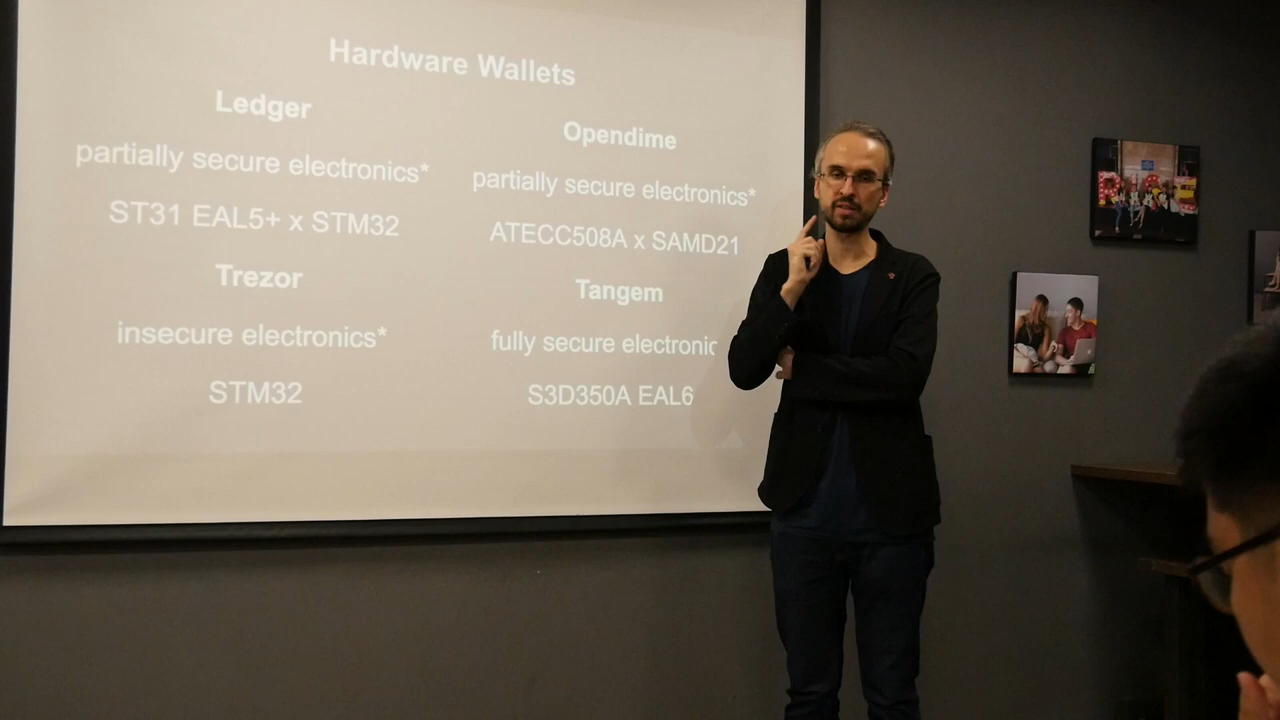 Hardware Wallets
Ledger
partially secure electronics*
ST31 EAL5+ x STM32
Trezor
insecure electronics*
STM32
Opendime
partially secure electronics*
ATECC508A x SAMD21
Tangem
fully secure electronic
S3D350A EAL6